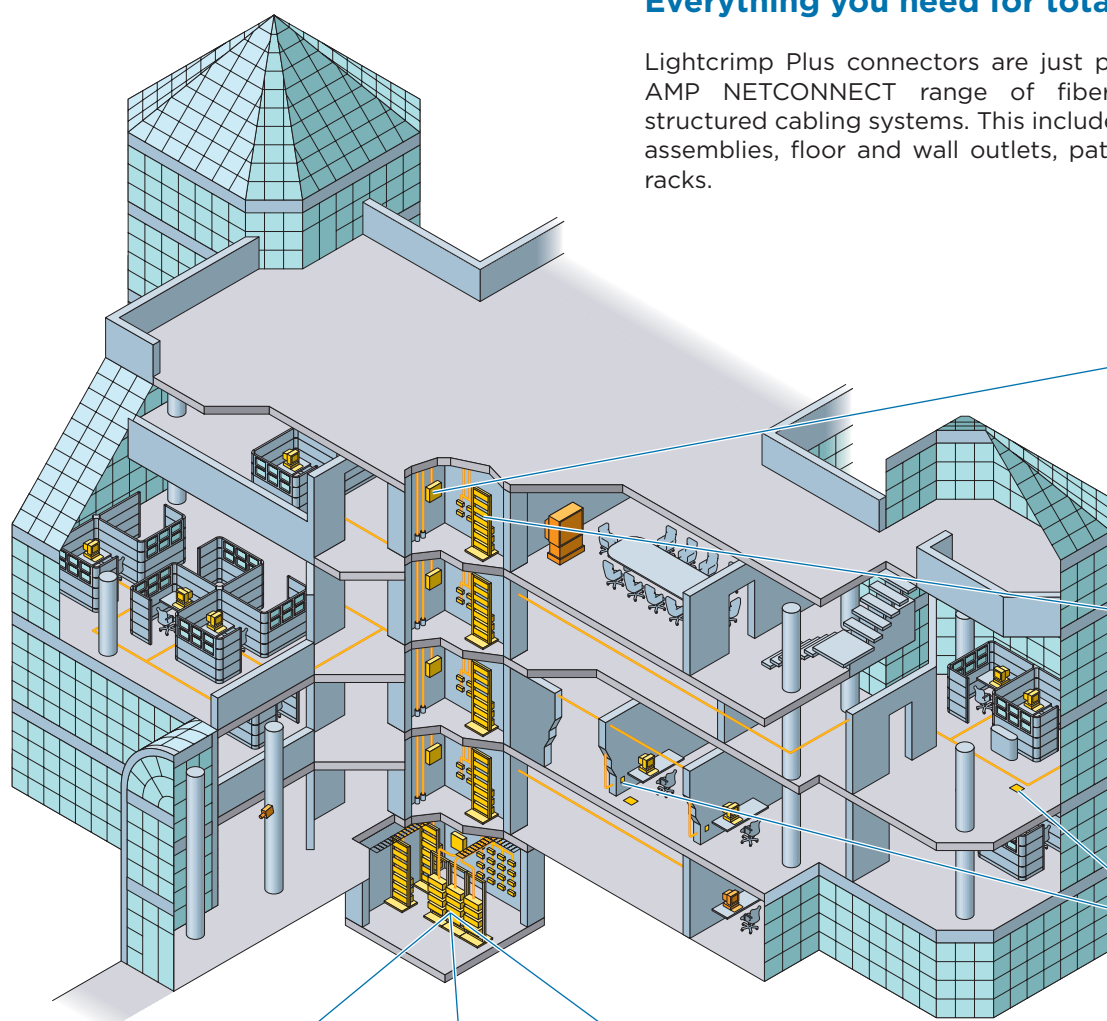 Everything you need for tota
Lightcrimp Plus connectors are just p
AMP NETCONNECT range of fiber
structured cabling systems. This include
assemblies, floor and wall outlets, pat
racks.